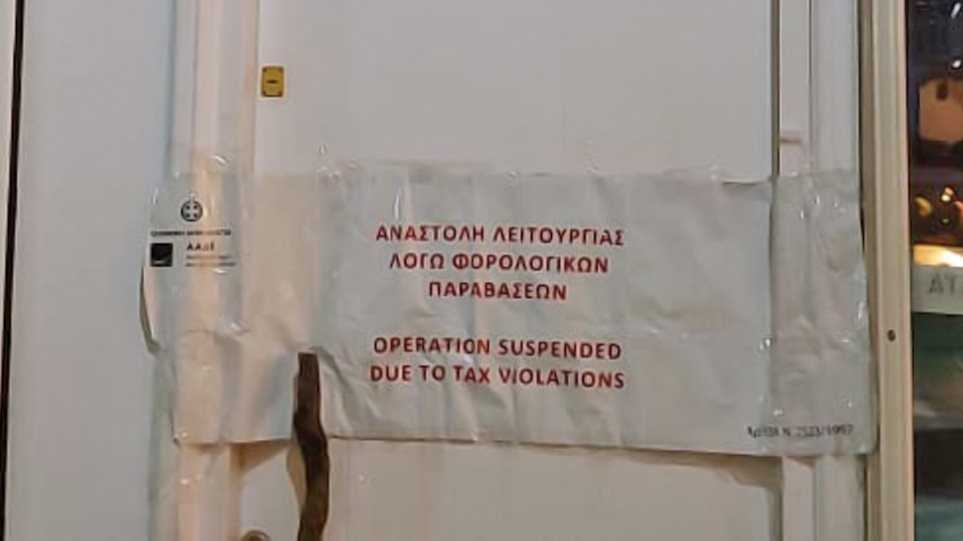 ΑΑΔΕ
ΑΝΑΣΤΟΛΗ ΛΕΙΤΟΥΡΓΙΑΣ
ΛΟΓΩ ΦΟΡΟΛΟΓΙΚΩΝ
ΠΑΡΑΒΑΣΕΩΝ
OPERATION SUSPENDED
DUE TO TAX VIOLATIONS